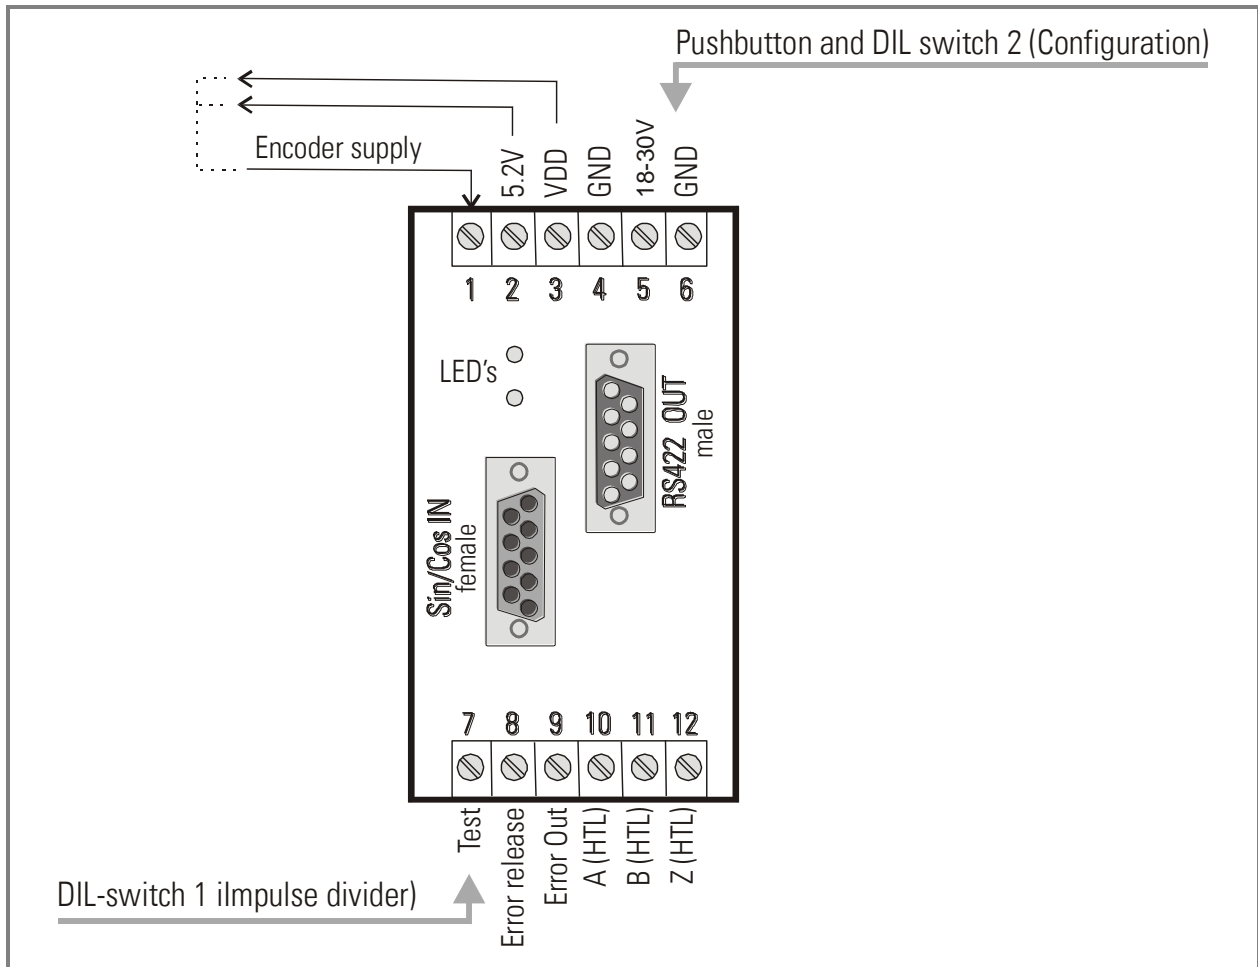 Pushbutton and DIL switch 2 (Configuration)
Encoder supply
5.2V
VDD
GND
18-30V
GND
1 2 3 4 5 6
LED's
RS422 OUT
male
Sin/Cos IN
female
7 8 9 10 11 12
Test
Error release
Error Out
A (HTL)
B (HTL)
Z (HTL)
DIL-switch 1 iImpulse divider)